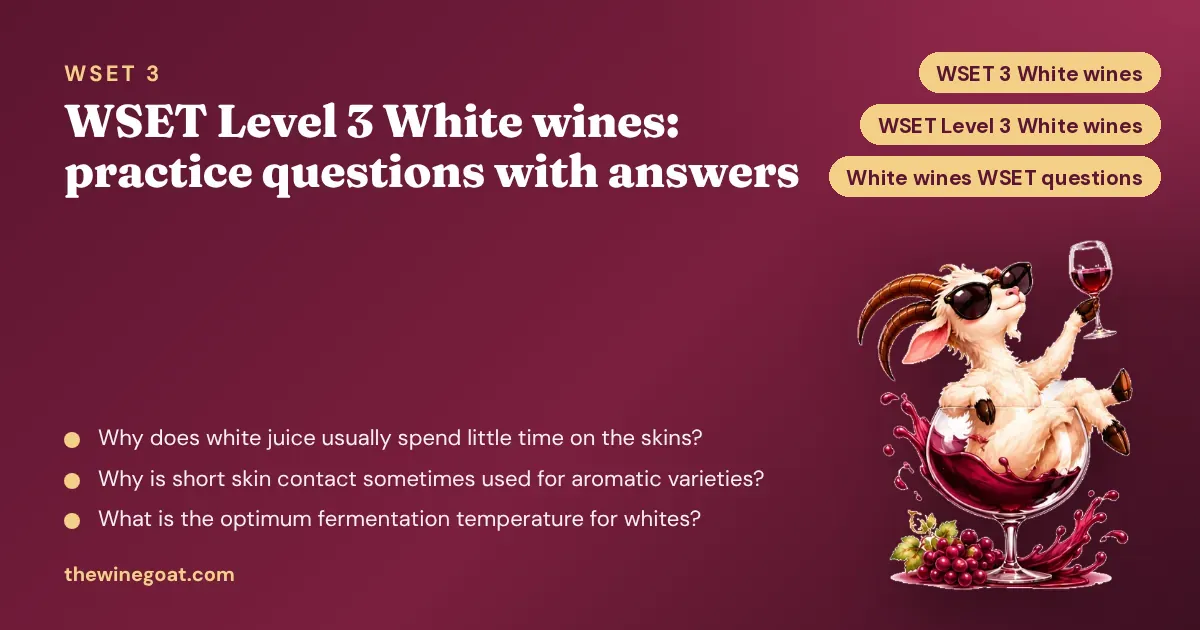 WSET 3
WSET Level 3 White wines:
practice questions with answers
WSET 3 White wines
WSET Level 3 White wines
White wines WSET questions
Why does white juice usually spend little time on the skins?
Why is short skin contact sometimes used for aromatic varieties?
What is the optimum fermentation temperature for whites?
thewinegoat.com